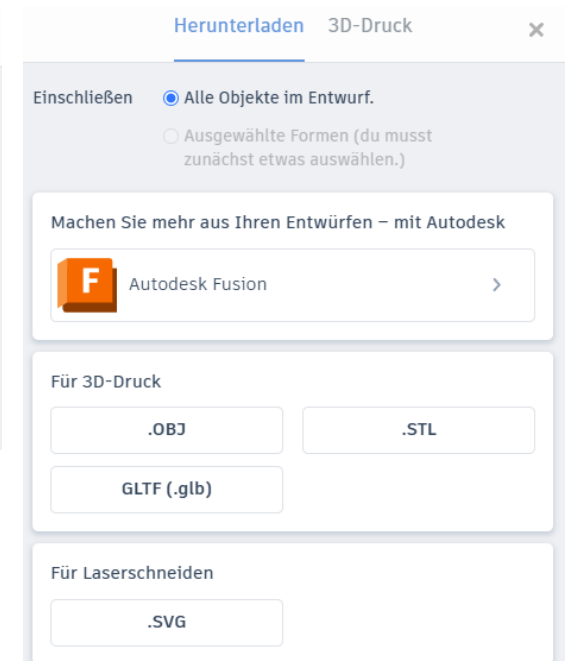 Herunterladen 3D-Druck ×
Einschließen Alle Objekte im Entwurf.
Ausgewählte Formen (du musst
zunächst etwas auswählen.)
Machen Sie mehr aus Ihren Entwürfen – mit Autodesk
F Autodesk Fusion
Für 3D-Druck
.OBJ .STL
GLTF (.glb)
Für Laserschneiden
.SVG